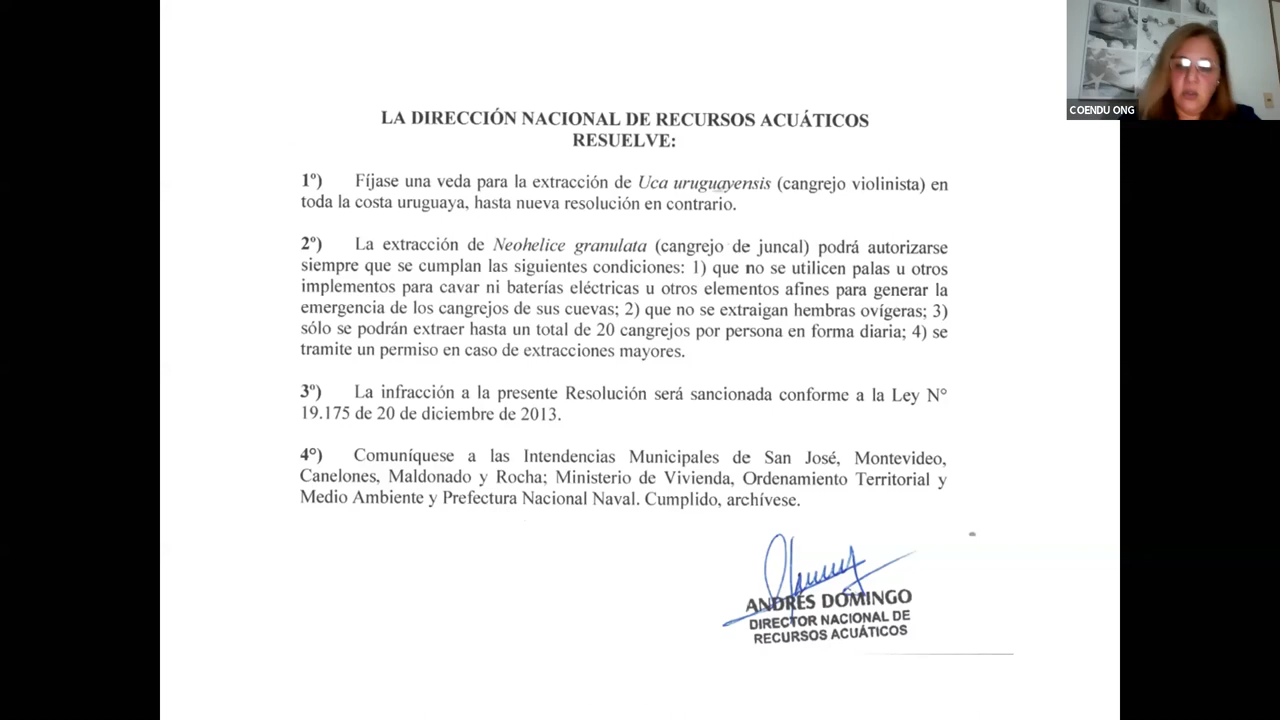 COENDU ONG
LA DIRECCIÓN NACIONAL DE RECURSOS ACUÁTICOS
RESUELVE:
1º) Fíjase una veda para la extracción de Uca uruguayensis (cangrejo violinista) en
toda la costa uruguaya, hasta nueva resolución en contrario.
2º) La extracción de Neohelice granulata (cangrejo de juncal) podrá autorizarse
siempre que se cumplan las siguientes condiciones: 1) que no se utilicen palas u otros
implementos para cavar ni baterías eléctricas u otros elementos afines para generar la
emergencia de los cangrejos de sus cuevas; 2) que no se extraigan hembras ovígeras; 3)
sólo se podrán extraer hasta un total de 20 cangrejos por persona en forma diaria; 4) se
tramite un permiso en caso de extracciones mayores.
3º) La infracción a la presente Resolución será sancionada conforme a la Ley N°
19.175 de 20 de diciembre de 2013.
4°) Comuníquese a las Intendencias Municipales de San José, Montevideo,
Canelones, Maldonado y Rocha; Ministerio de Vivienda, Ordenamiento Territorial y
Medio Ambiente y Prefectura Nacional Naval. Cumplido, archívese.
ANDRÉS DOMINGO
DIRECTOR NACIONAL DE
RECURSOS ACUÁTICOS